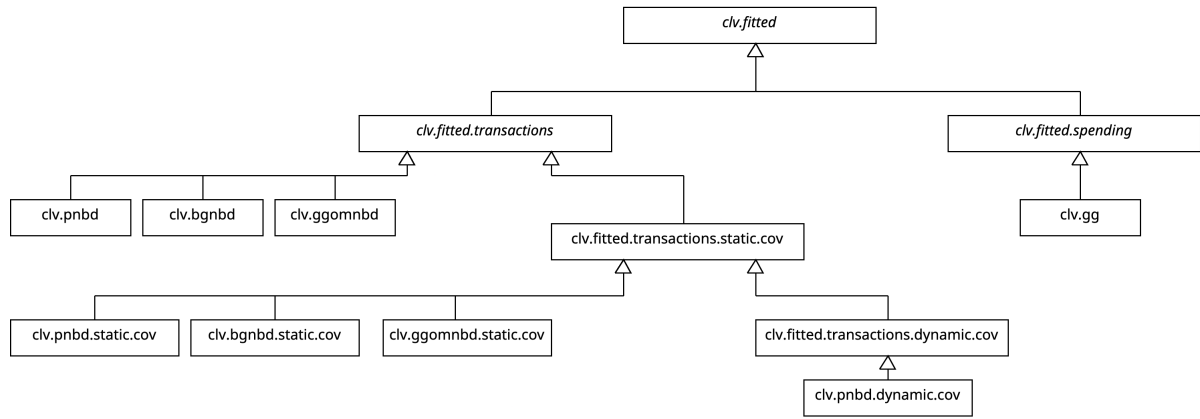 clv.fitted
clv.fitted.transactions
clv.fitted.spending
clv.pnbd
clv.bgnbd
clv.ggomnbd
clv.gg
clv.fitted.transactions.static.cov
clv.pnbd.static.cov
clv.bgnbd.static.cov
clv.ggomnbd.static.cov
clv.fitted.transactions.dynamic.cov
clv.pnbd.dynamic.cov